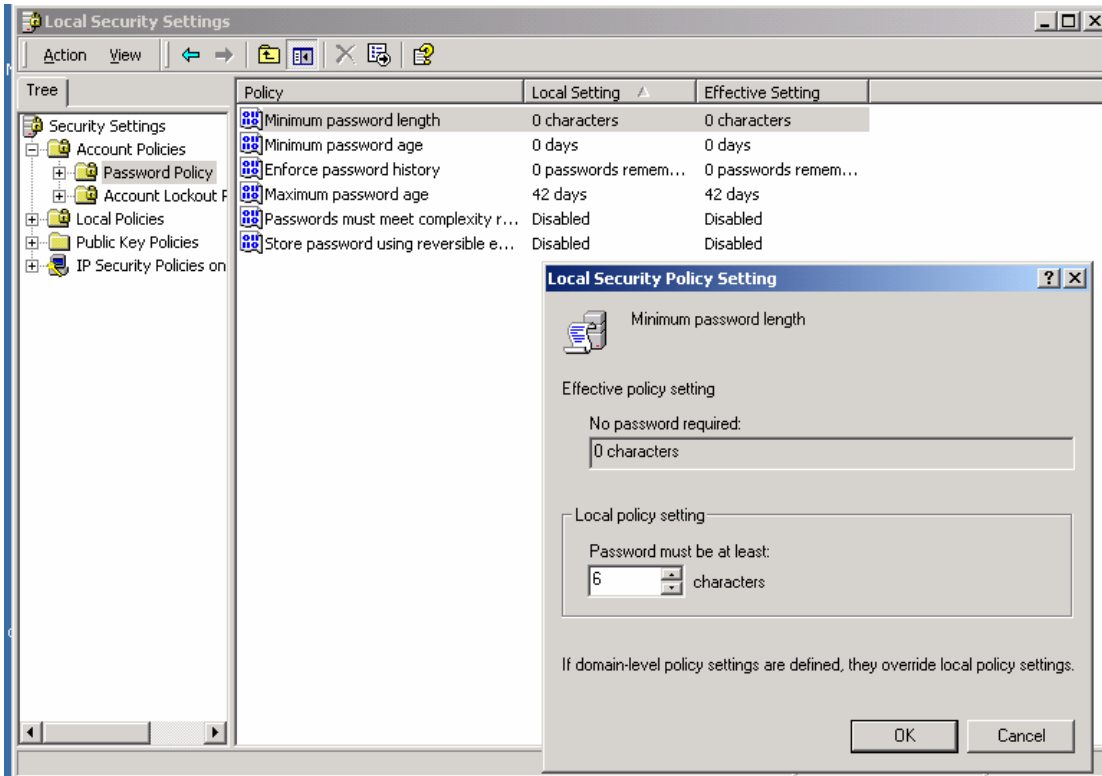 Local Security Settings
Action View
Tree
Policy Local Setting Effective Setting
Security Settings
Account Policies
Password Policy
Account Lockout P
Local Policies
Public Key Policies
IP Security Policies on
Minimum password length 0 characters 0 characters
Minimum password age 0 days 0 days
Enforce password history 0 passwords remem... 0 passwords remem...
Maximum password age 42 days 42 days
Passwords must meet complexity r... Disabled Disabled
Store password using reversible e... Disabled Disabled
Local Security Policy Setting
Minimum password length
Effective policy setting
No password required:
0 characters
Local policy setting
Password must be at least:
6 characters
If domain-level policy settings are defined, they override local policy settings.
OK Cancel